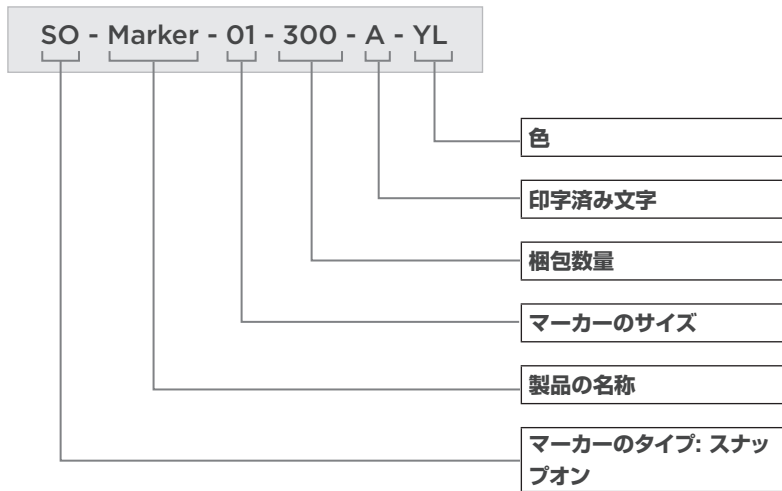 SO - Marker - 01 - 300 - A - YL
色
印字済み文字
梱包数量
マーカーのサイズ
製品の名称
マーカーのタイプ: スナッ
プオン